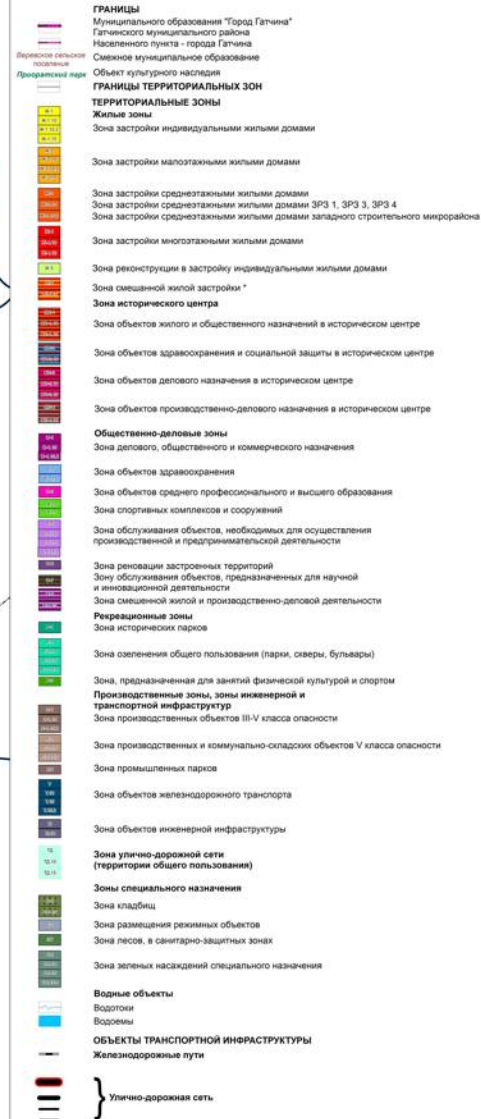 ГРАНИЦЫ
Муниципального образования "Город Гатчина"
Гатчинского муниципального района
Населенного пункта - города Гатчина
Веревское сельское поселение
Смежное муниципальное образование
Приоратский парк
Объект культурного наследия
ГРАНИЦЫ ТЕРРИТОРИАЛЬНЫХ ЗОН
ТЕРРИТОРИАЛЬНЫЕ ЗОНЫ
Жилые зоны
Зона застройки индивидуальными жилыми домами
Зона застройки малоэтажными жилыми домами
Зона застройки среднеэтажными жилыми домами
Зона застройки среднеэтажными жилыми домами ЗРЗ 1, ЗРЗ 3, ЗРЗ 4
Зона застройки среднеэтажными жилыми домами западного строительного микрорайона
Зона застройки многоэтажными жилыми домами
Зона реконструкции в застройку индивидуальными жилыми домами
Зона смешанной жилой застройки *
Зона исторического центра
Зона объектов жилого и общественного назначений в историческом центре
Зона объектов здравоохранения и социальной защиты в историческом центре
Зона объектов делового назначения в историческом центре
Зона объектов производственно-делового назначения в историческом центре
Общественно-деловые зоны
Зона делового, общественного и коммерческого назначения
Зона объектов здравоохранения
Зона объектов среднего профессионального и высшего образования
Зона спортивных комплексов и сооружений
Зона обслуживания объектов, необходимых для осуществления
производственной и предпринимательской деятельности
Зона реновации застроенных территорий
Зону обслуживания объектов, предназначенных для научной
и инновационной деятельности
Зона смешенной жилой и производственно-деловой деятельности
Рекреационные зоны
Зона исторических парков
Зона озеленения общего пользования (парки, скверы, бульвары)
Зона, предназначенная для занятий физической культурой и спортом
Производственные зоны, зоны инженерной и
транспортной инфраструктур
Зона производственных объектов III-V класса опасности
Зона производственных и коммунально-складских объектов V класса опасности
Зона промышленных парков
Зона объектов железнодорожного транспорта
Зона объектов инженерной инфраструктуры
Зона улично-дорожной сети
(территории общего пользования)
Зоны специального назначения
Зона кладбищ
Зона размещения режимных объектов
Зона лесов, в санитарно-защитных зонах
Зона зеленых насаждений специального назначения
Водные объекты
Водотоки
Водоемы
ОБЪЕКТЫ ТРАНСПОРТНОЙ ИНФРАСТРУКТУРЫ
Железнодорожные пути
Улично-дорожная сеть